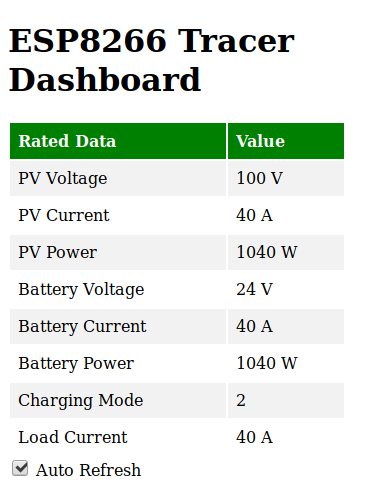 ESP8266 Tracer
Dashboard
Rated Data Value
PV Voltage 100 V
PV Current 40 A
PV Power 1040 W
Battery Voltage 24 V
Battery Current 40 A
Battery Power 1040 W
Charging Mode 2
Load Current 40 A
Auto Refresh